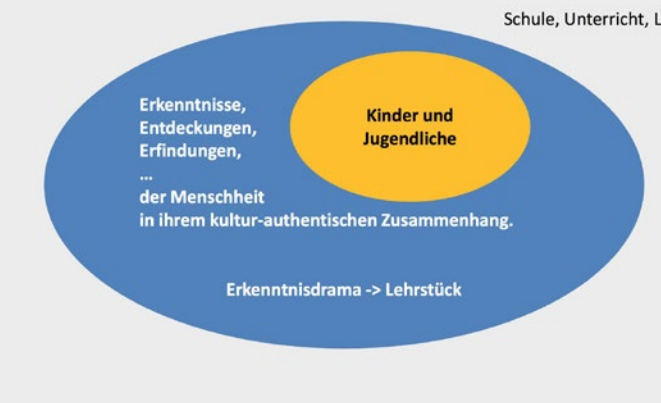 Schule, Unterricht, L
Erkenntnisse,
Entdeckungen,
Erfindungen,
...
der Menschheit
in ihrem kultur-authentischen Zusammenhang.
Kinder und
Jugendliche
Erkenntnisdrama -> Lehrstück